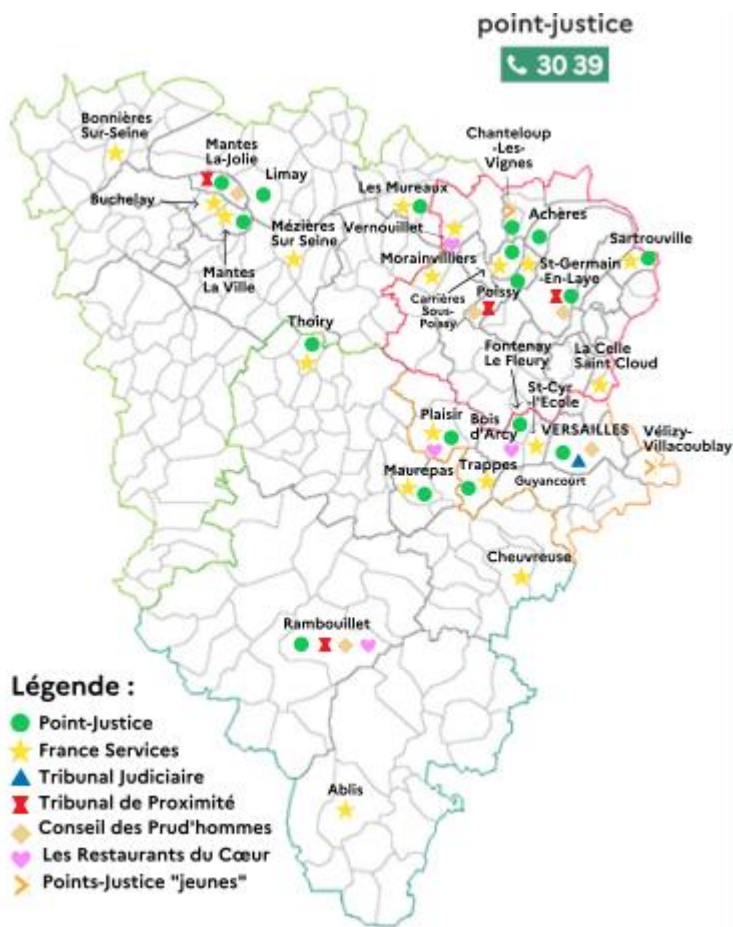 point-justice
30 39
Bonnières
Sur-Seine
Mantes
La-Jolie
Limay
Buchelay
Mantes
La Ville
Mézières
Sur Seine
Les Mureaux
Vernouillet
Chanteloup
-Les-
Vignes
Achères
Sartrouville
St-Germain
-En-Laye
Morainvilliers
Carrières
Sous-
Poissy
Poissy
Thoiry
Fontenay
Le Fleury
La Celle
Saint Cloud
St-Cyr
-l'Ecole
Plaisir
Bois
d'Arcy
VERSAILLES
Vélizy-
Villacoublay
Maurepas
Trappes
Guyancourt
Cheuvreuse
Rambouillet
Ablis
Légende :
Point-Justice
France Services
Tribunal Judiciaire
Tribunal de Proximité
Conseil des Prud'hommes
Les Restaurants du Cœur
Points-Justice "jeunes"